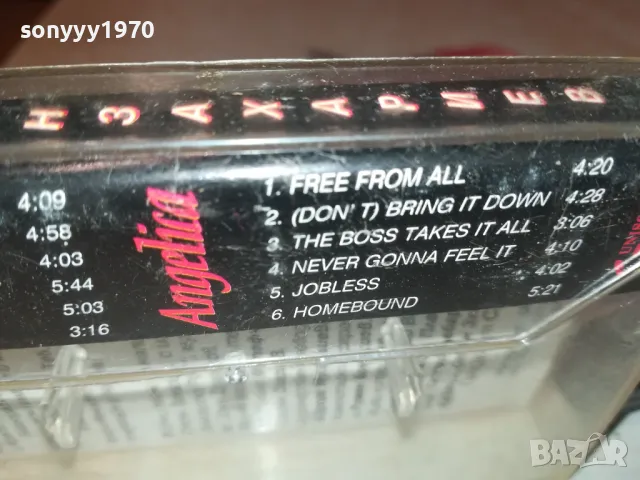 sonyyy1970
Н З А Х А Р И Е В
4:09
4:58
4:03
5:44
5:03
3:16
Angelica
1. FREE FROM ALL 4:20
2. (DON'T) BRING IT DOWN 4:28
3. THE BOSS TAKES IT ALL 3:06
4. NEVER GONNA FEEL IT 4:10
5. JOBLESS 4:02
6. HOMEBOUND 5:21
BAZAR
bg